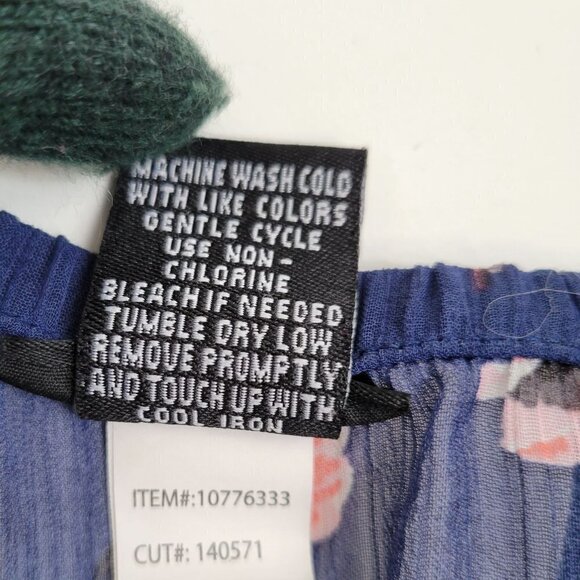 MACHINE WASH COLD
WITH LIKE COLORS
GENTLE CYCLE
USE NON-
CHLORINE
BLEACH IF NEEDED
TUMBLE DRY LOW
REMOVE PROMPTLY
AND TOUCH UP WITH
COOL IRON
ITEM#:10776333
CUT#: 140571